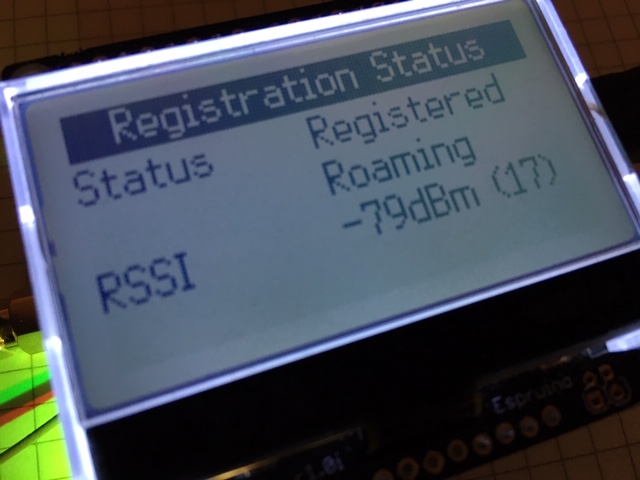 Registration Status
Status Registered
Roaming
RSSI -79dBm (17)
Espruino